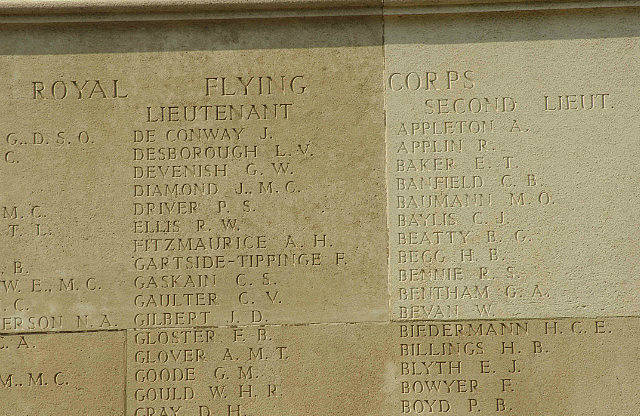 ROYAL FLYING CORPS
G., D. S. O.
C.
M. C.
T. L.
B.
W. E., M. C.
C.
ERSON N. A.
C. A.
M., M. C.
LIEUTENANT
DE CONWAY J.
DESBOROUGH L. V.
DEVENISH G. W.
DIAMOND J., M. C.
DRIVER P. S.
ELLIS R. W.
FITZMAURICE A. H.
GARTSIDE-TIPPINGE F.
GASKAIN C. S.
GAULTER C. V.
GILBERT J. D.
GLOSTER F. B.
GLOVER A. M. T.
GOODE G. M.
GOULD W. H. R.
GRAY D. H.
SECOND LIEUT.
APPLETON A.
APPLIN R.
BAKER E. T.
BANFIELD C. B.
BAUMANN M. O.
BAYLIS C. J.
BEATTY B. G.
BEGG H. B.
BENNIE R. S.
BENTHAM G. A.
BEVAN W.
BIEDERMANN H. C. E.
BILLINGS H. B.
BLYTH E. J.
BOWYER F.
BOYD P. B.